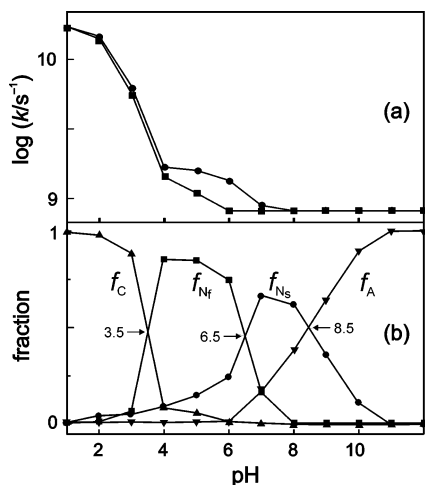 (a)
log (k/s⁻¹)
10
9
(b)
fraction
1
0
f_C
f_Nf
f_Ns
f_A
3.5
6.5
8.5
2
4
6
8
10
pH